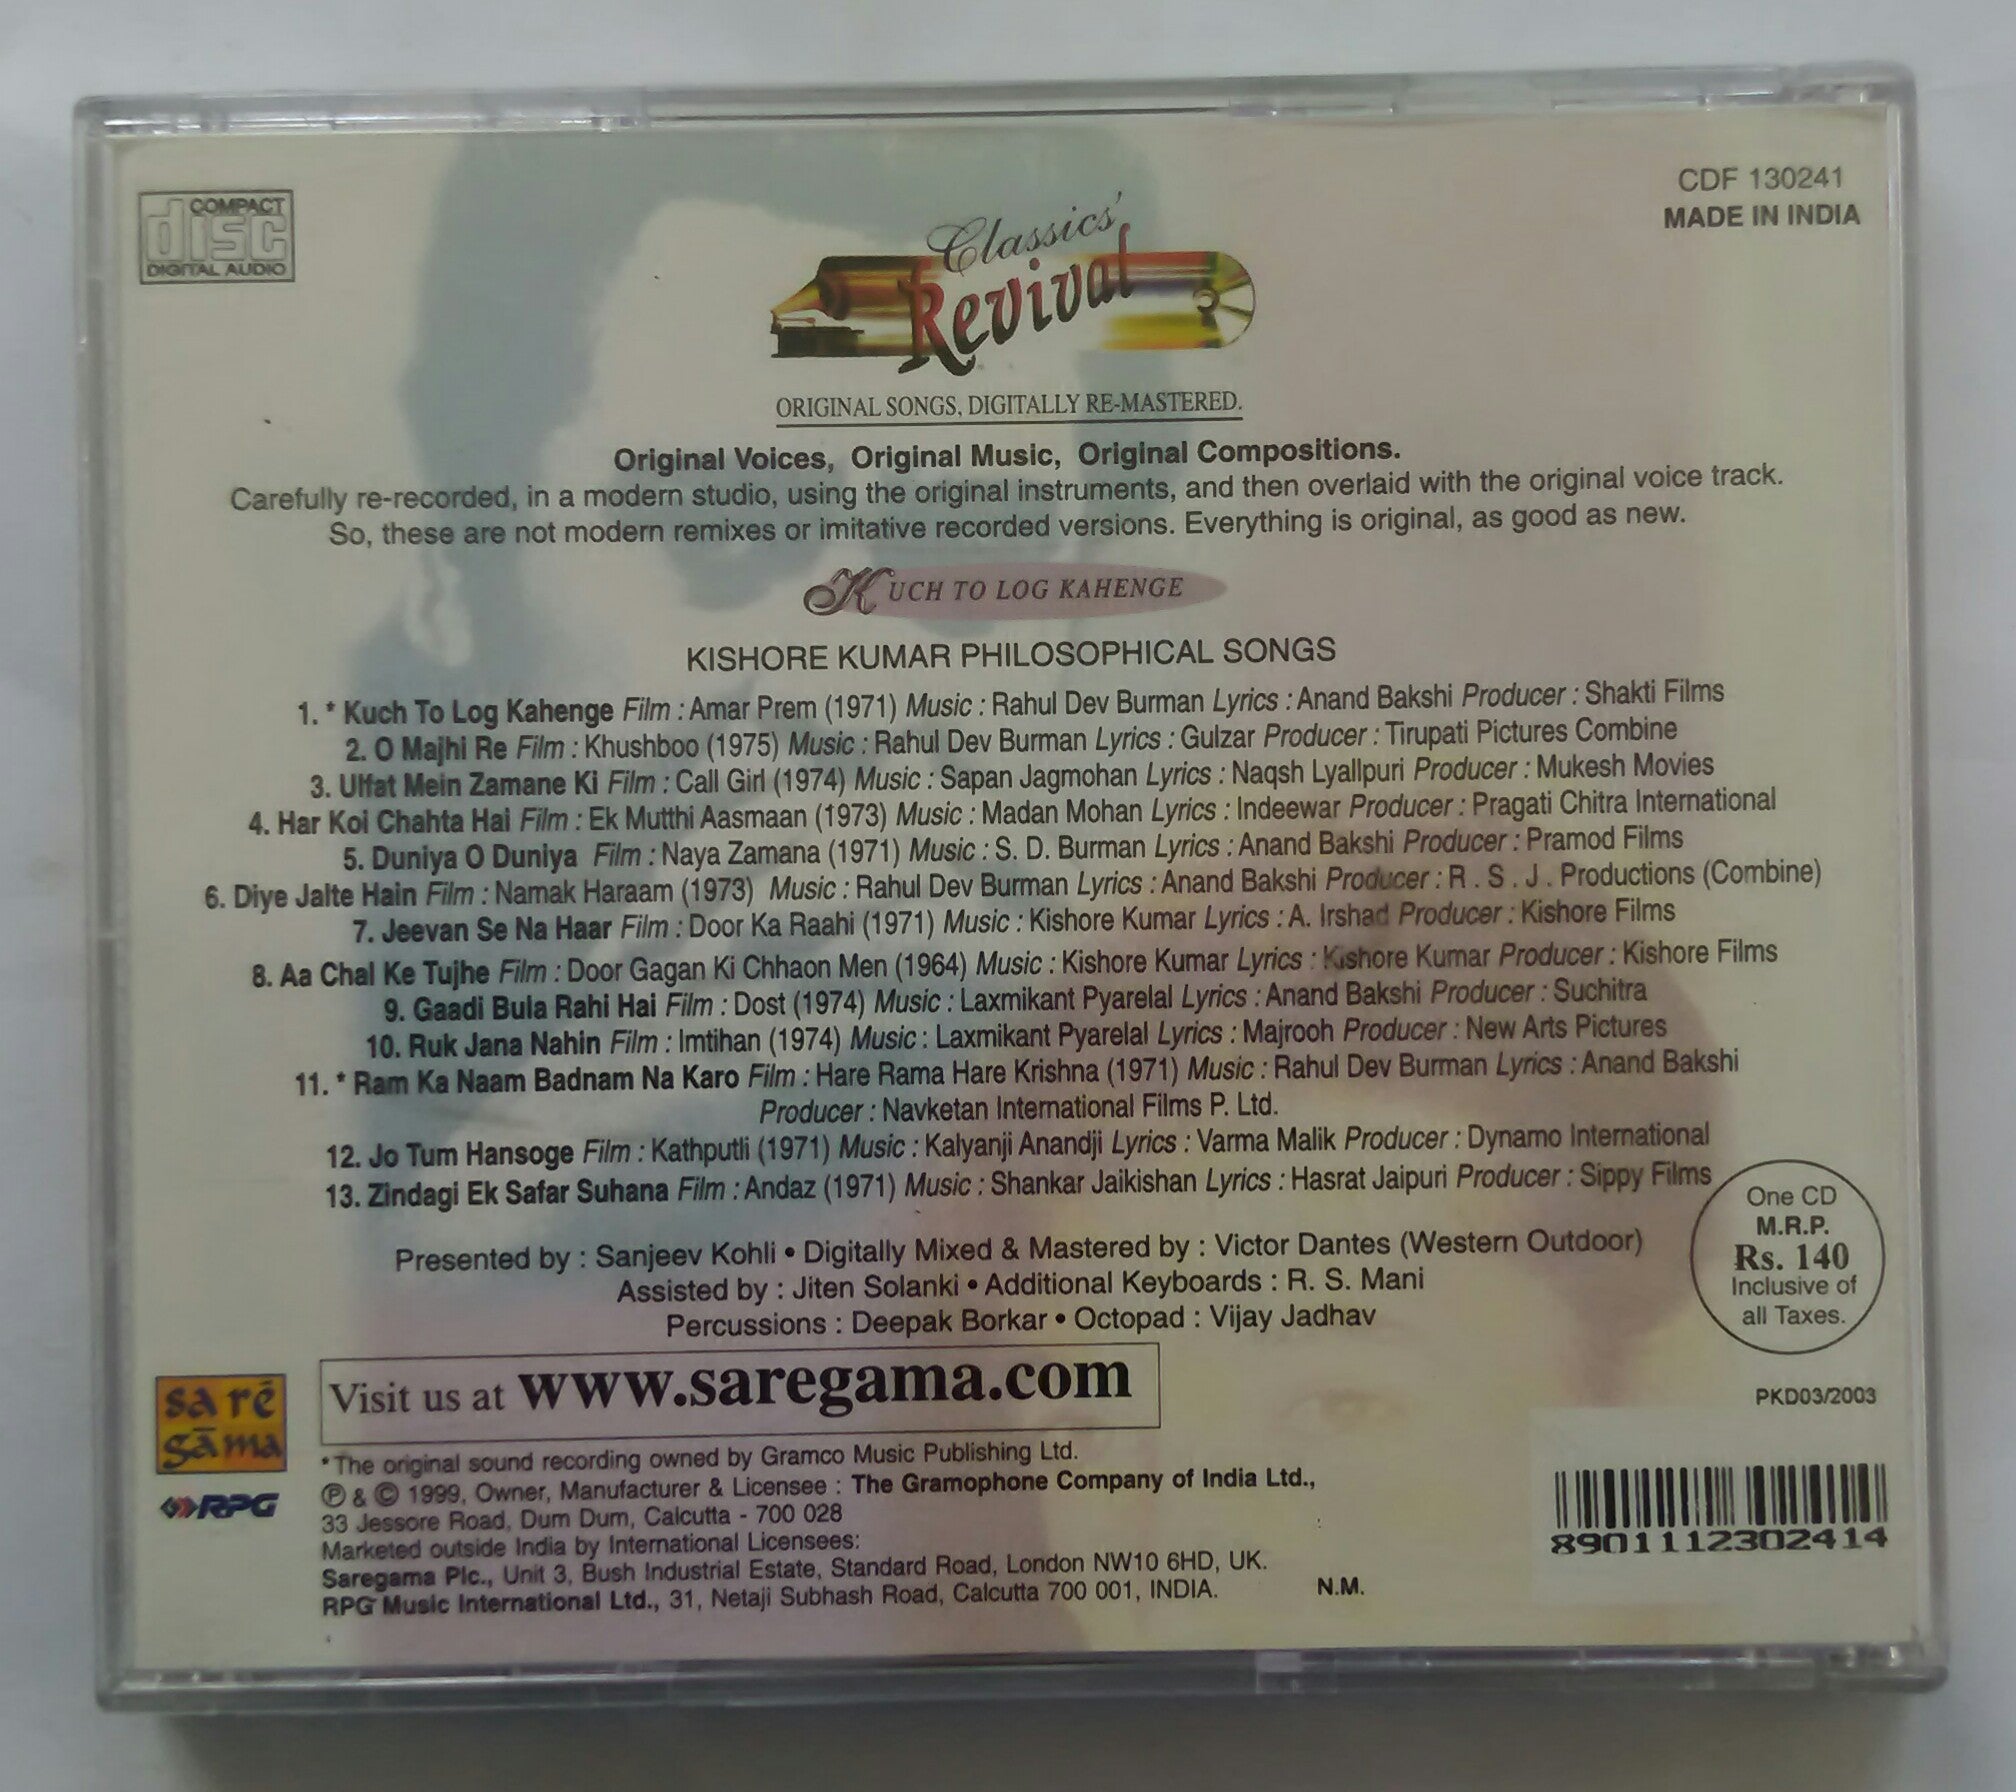 COMPACT
disc
DIGITAL AUDIO
CDF 130241
MADE IN INDIA
Classics'
Revival
ORIGINAL SONGS, DIGITALLY RE-MASTERED.
Original Voices, Original Music, Original Compositions.
Carefully re-recorded, in a modern studio, using the original instruments, and then overlaid with the original voice track.
So, these are not modern remixes or imitative recorded versions. Everything is original, as good as new.
KUCH TO LOG KAHENGE
KISHORE KUMAR PHILOSOPHICAL SONGS
1. * Kuch To Log Kahenge Film : Amar Prem (1971) Music : Rahul Dev Burman Lyrics : Anand Bakshi Producer : Shakti Films
2. O Majhi Re Film : Khushboo (1975) Music : Rahul Dev Burman Lyrics : Gulzar Producer : Tirupati Pictures Combine
3. Ulfat Mein Zamane Ki Film : Call Girl (1974) Music : Sapan Jagmohan Lyrics : Naqsh Lyallpuri Producer : Mukesh Movies
4. Har Koi Chahta Hai Film : Ek Mutthi Aasmaan (1973) Music : Madan Mohan Lyrics : Indeewar Producer : Pragati Chitra International
5. Duniya O Duniya Film : Naya Zamana (1971) Music : S. D. Burman Lyrics : Anand Bakshi Producer : Pramod Films
6. Diye Jalte Hain Film : Namak Haraam (1973) Music : Rahul Dev Burman Lyrics : Anand Bakshi Producer : R . S . J . Productions (Combine)
7. Jeevan Se Na Haar Film : Door Ka Raahi (1971) Music : Kishore Kumar Lyrics : A. Irshad Producer : Kishore Films
8. Aa Chal Ke Tujhe Film : Door Gagan Ki Chhaon Men (1964) Music : Kishore Kumar Lyrics : Kishore Kumar Producer : Kishore Films
9. Gaadi Bula Rahi Hai Film : Dost (1974) Music : Laxmikant Pyarelal Lyrics : Anand Bakshi Producer : Suchitra
10. Ruk Jana Nahin Film : Imtihan (1974) Music : Laxmikant Pyarelal Lyrics : Majrooh Producer : New Arts Pictures
11. * Ram Ka Naam Badnam Na Karo Film : Hare Rama Hare Krishna (1971) Music : Rahul Dev Burman Lyrics : Anand Bakshi
Producer : Navketan International Films P. Ltd.
12. Jo Tum Hansoge Film : Kathputli (1971) Music : Kalyanji Anandji Lyrics : Varma Malik Producer : Dynamo International
13. Zindagi Ek Safar Suhana Film : Andaz (1971) Music : Shankar Jaikishan Lyrics : Hasrat Jaipuri Producer : Sippy Films
One CD
M.R.P.
Rs. 140
Inclusive of
all Taxes.
Presented by : Sanjeev Kohli • Digitally Mixed & Mastered by : Victor Dantes (Western Outdoor)
Assisted by : Jiten Solanki • Additional Keyboards : R. S. Mani
Percussions : Deepak Borkar • Octopad : Vijay Jadhav
sa rē
gāma
RPG
Visit us at www.saregama.com
PKD03/2003
*The original sound recording owned by Gramco Music Publishing Ltd.
℗ & © 1999, Owner, Manufacturer & Licensee : The Gramophone Company of India Ltd.,
33 Jessore Road, Dum Dum, Calcutta - 700 028
Marketed outside India by International Licensees:
Saregama Plc., Unit 3, Bush Industrial Estate, Standard Road, London NW10 6HD, UK.
RPG Music International Ltd., 31, Netaji Subhash Road, Calcutta 700 001, INDIA.
N.M.
8901112302414